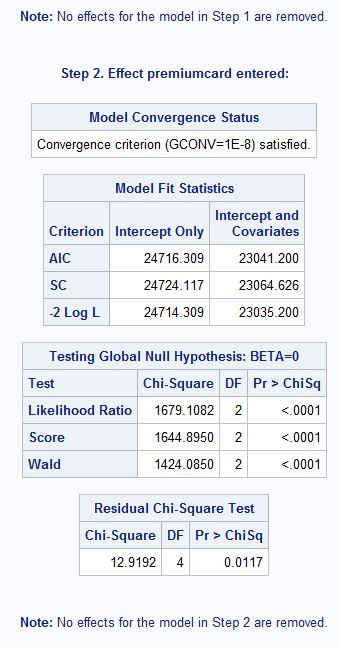 Note: No effects for the model in Step 1 are removed.
Step 2. Effect premiumcard entered:
Model Convergence Status
Convergence criterion (GCONV=1E-8) satisfied.
Model Fit Statistics
Criterion Intercept Only Intercept and Covariates
AIC 24716.309 23041.200
SC 24724.117 23064.626
-2 Log L 24714.309 23035.200
Testing Global Null Hypothesis: BETA=0
Test Chi-Square DF Pr > ChiSq
Likelihood Ratio 1679.1082 2 <.0001
Score 1644.8950 2 <.0001
Wald 1424.0850 2 <.0001
Residual Chi-Square Test
Chi-Square DF Pr > ChiSq
12.9192 4 0.0117
Note: No effects for the model in Step 2 are removed.